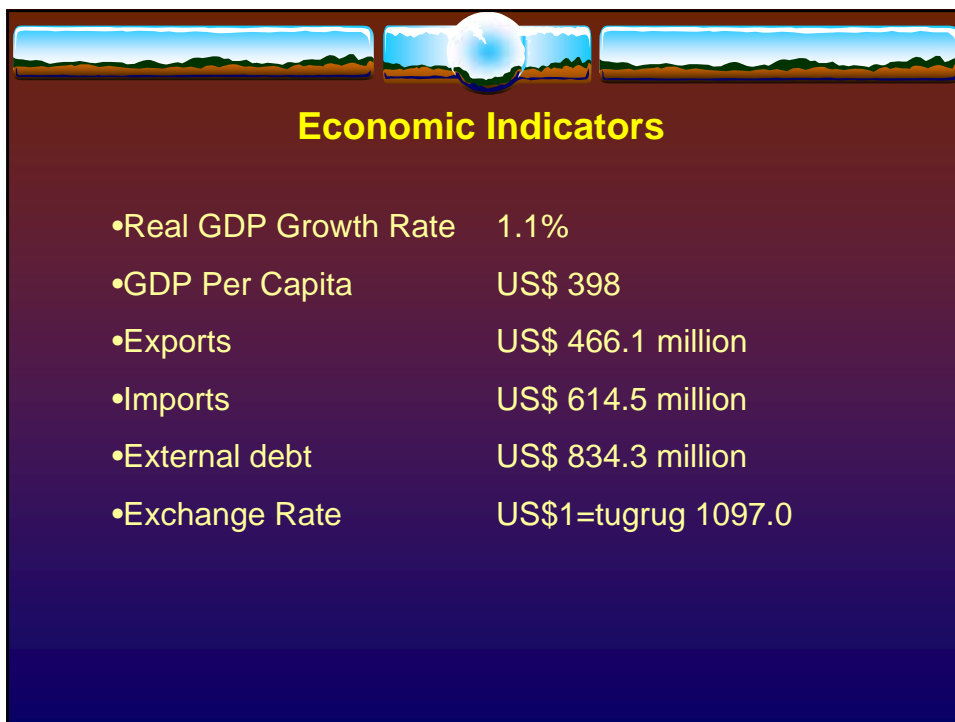 Economic Indicators
•Real GDP Growth Rate 1.1%
•GDP Per Capita US$ 398
•Exports US$ 466.1 million
•Imports US$ 614.5 million
•External debt US$ 834.3 million
•Exchange Rate US$1=tugrug 1097.0